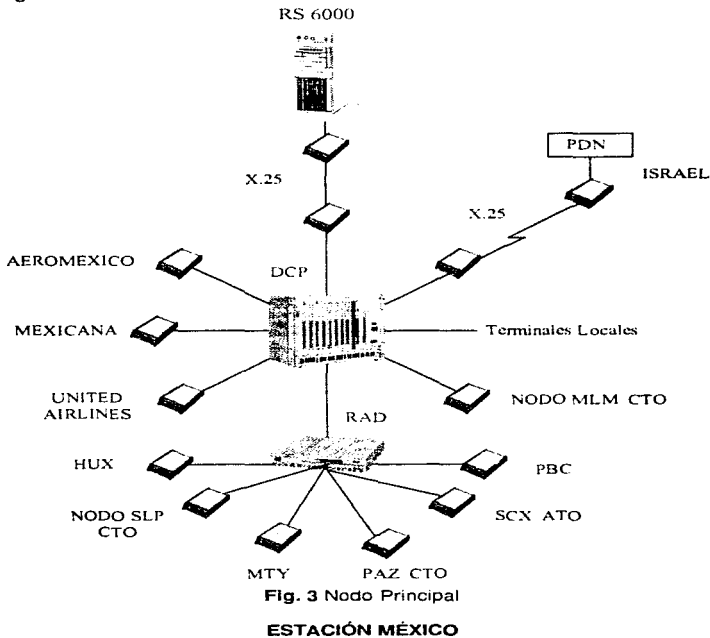 RS 6000
PDN
ISRAEL
X.25
X.25
AEROMEXICO
DCP
MEXICANA
Terminales Locales
UNITED
AIRLINES
NODO MLM CTO
RAD
HUX
PBC
NODO SLP
CTO
SCX ATO
MTY
PAZ CTO
Fig. 3 Nodo Principal
ESTACIÓN MÉXICO